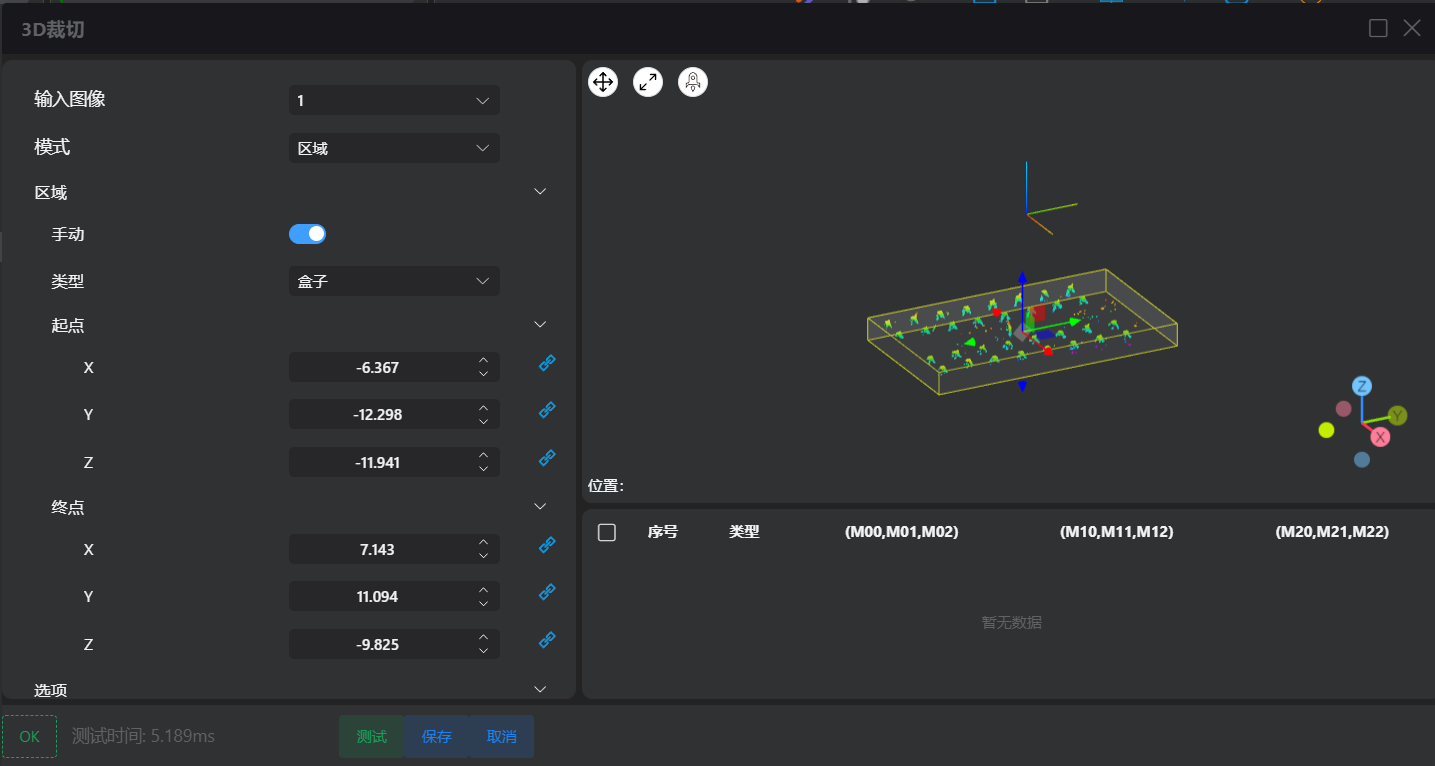 3D裁切
输入图像 1
模式 区域
区域
手动
类型 盒子
起点
X -6.367
Y -12.298
Z -11.941
终点
X 7.143
Y 11.094
Z -9.825
选项
Z
Y
X
位置:
序号 类型 (M00,M01,M02) (M10,M11,M12) (M20,M21,M22)
暂无数据
OK 测试时间: 5.189ms 测试 保存 取消